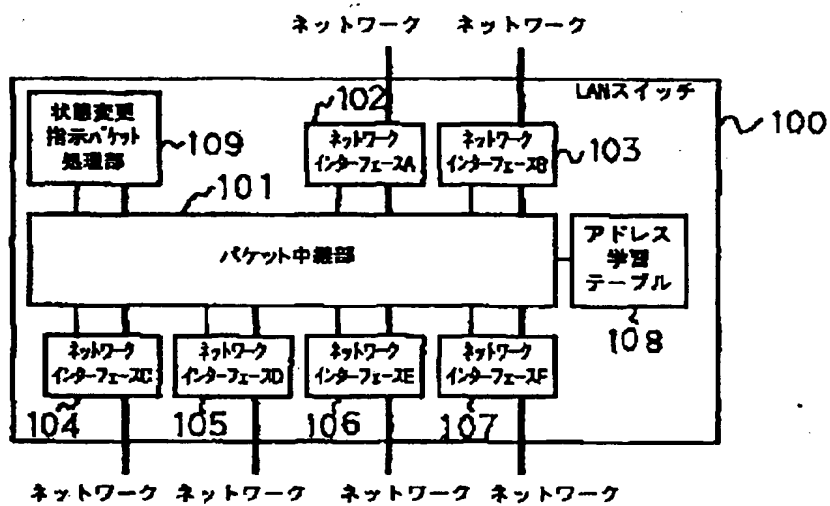 ネットワーク ネットワーク
LANスイッチ
100
状態変更
指示パケット
処理部
109
102
ネットワーク
インターフェースA
ネットワーク
インターフェースB
103
101
パケット中継部
アドレス
学習
テーブル
108
ネットワーク
インターフェースC
ネットワーク
インターフェースD
ネットワーク
インターフェースE
ネットワーク
インターフェースF
104
105
106
107
ネットワーク ネットワーク ネットワーク ネットワーク